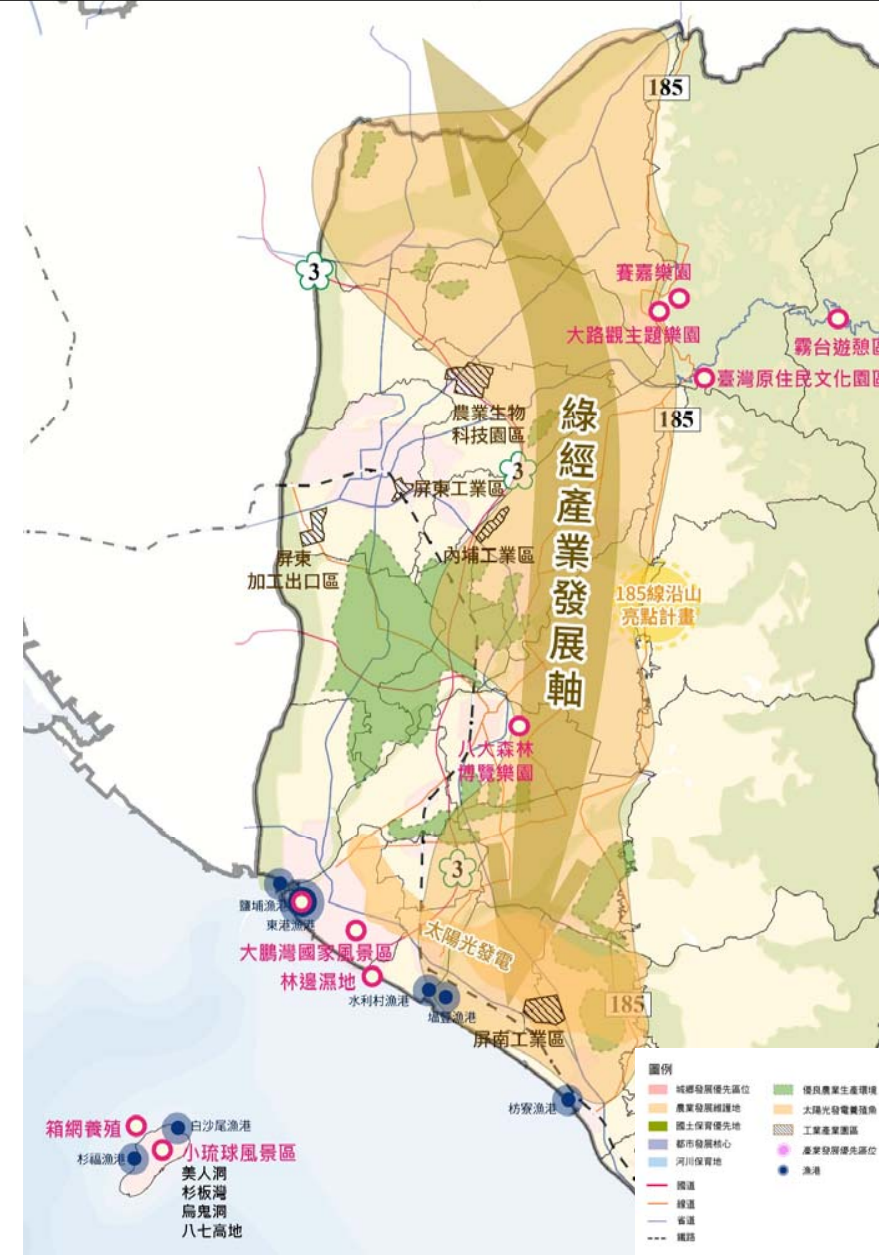 185
3
賽嘉樂園
大路觀主題樂園
霧台遊憩區
臺灣原住民文化園區
185
農業生物
科技園區
3
屏東工業區
綠經產業發展軸
內埔工業區
屏東
加工出口區
185線沿山
亮點計畫
八大森林
博覽樂園
3
鹽埔漁港
東港漁港
大鵬灣國家風景區
林邊濕地
太陽光發電
水利村漁港
塭豐漁港
屏南工業區
185
枋寮漁港
箱網養殖
白沙尾漁港
杉福漁港
小琉球風景區
美人洞
杉板灣
烏鬼洞
八七高地
圖例
城鄉發展優先區位
農業發展維護地
國土保育優先地
都市發展核心
河川保育地
國道
線道
省道
鐵路
優良農業生產環境
太陽光發電養殖魚
工業產業園區
產業發展優先區位
漁港